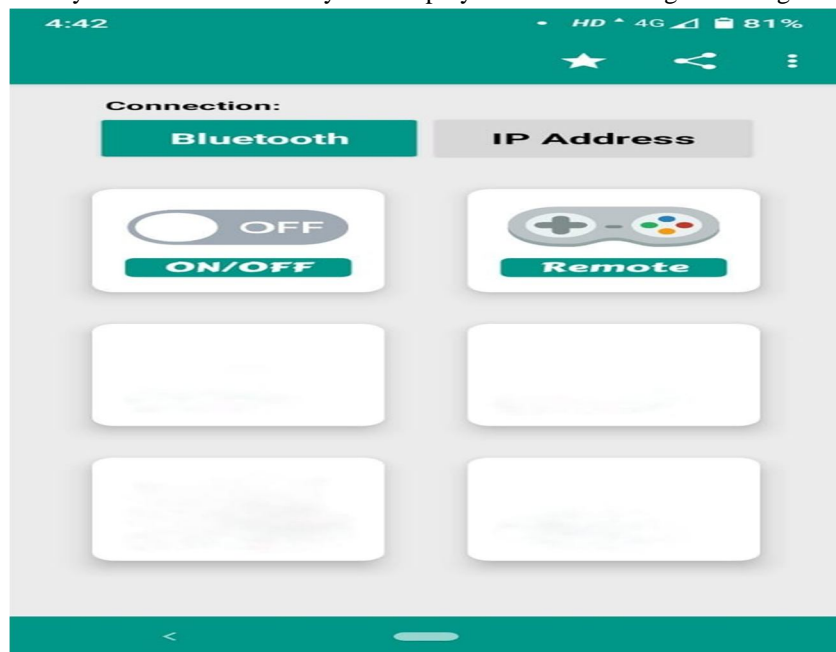 4:42 HD 4G 81%
Connection:
Bluetooth IP Address
OFF
ON/OFF Remote